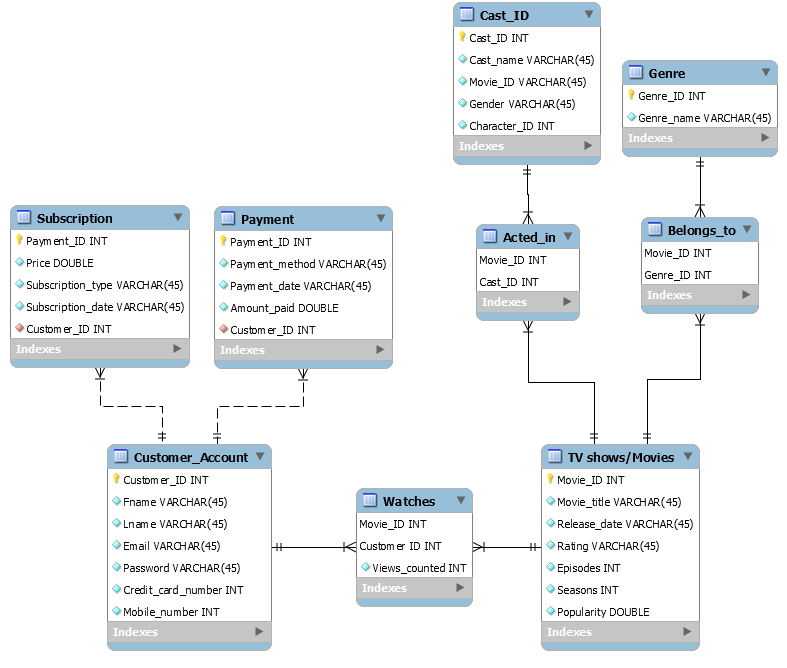 Cast_ID
Cast_ID INT
Cast_name VARCHAR(45)
Movie_ID VARCHAR(45)
Gender VARCHAR(45)
Character_ID INT
Indexes
Genre
Genre_ID INT
Genre_name VARCHAR(45)
Indexes
Subscription
Payment_ID INT
Price DOUBLE
Subscription_type VARCHAR(45)
Subscription_date VARCHAR(45)
Customer_ID INT
Indexes
Payment
Payment_ID INT
Payment_method VARCHAR(45)
Payment_date VARCHAR(45)
Amount_paid DOUBLE
Customer_ID INT
Indexes
Acted_in
Movie_ID INT
Cast_ID INT
Indexes
Belongs_to
Movie_ID INT
Genre_ID INT
Indexes
Customer_Account
Customer_ID INT
Fname VARCHAR(45)
Lname VARCHAR(45)
Email VARCHAR(45)
Password VARCHAR(45)
Credit_card_number INT
Mobile_number INT
Indexes
Watches
Movie_ID INT
Customer ID INT
Views_counted INT
Indexes
TV shows/Movies
Movie_ID INT
Movie_title VARCHAR(45)
Release_date VARCHAR(45)
Rating VARCHAR(45)
Episodes INT
Seasons INT
Popularity DOUBLE
Indexes